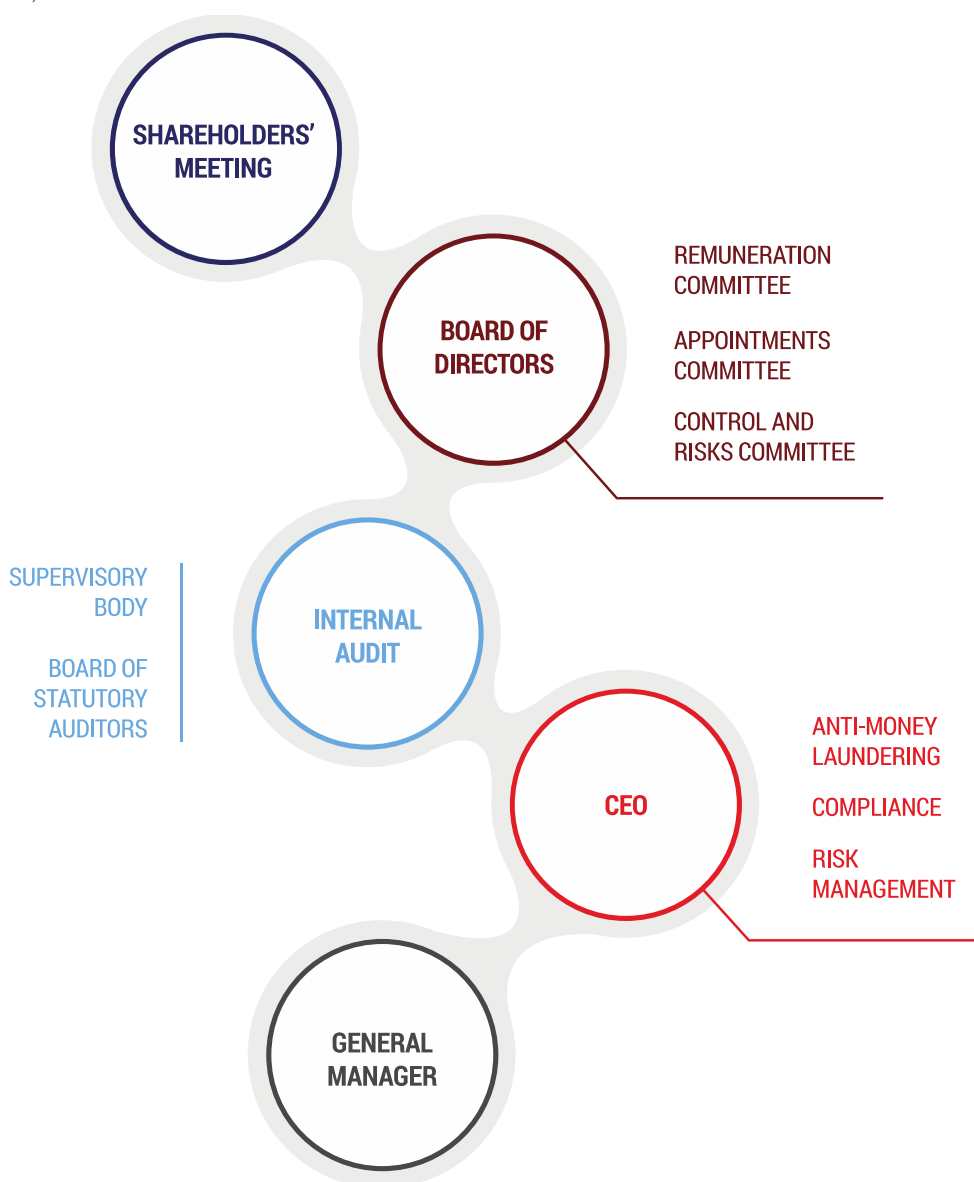 SHAREHOLDERS'
MEETING
BOARD OF
DIRECTORS
REMUNERATION
COMMITTEE
APPOINTMENTS
COMMITTEE
CONTROL AND
RISKS COMMITTEE
SUPERVISORY
BODY
BOARD OF
STATUTORY
AUDITORS
INTERNAL
AUDIT
CEO
ANTI-MONEY
LAUNDERING
COMPLIANCE
RISK
MANAGEMENT
GENERAL
MANAGER